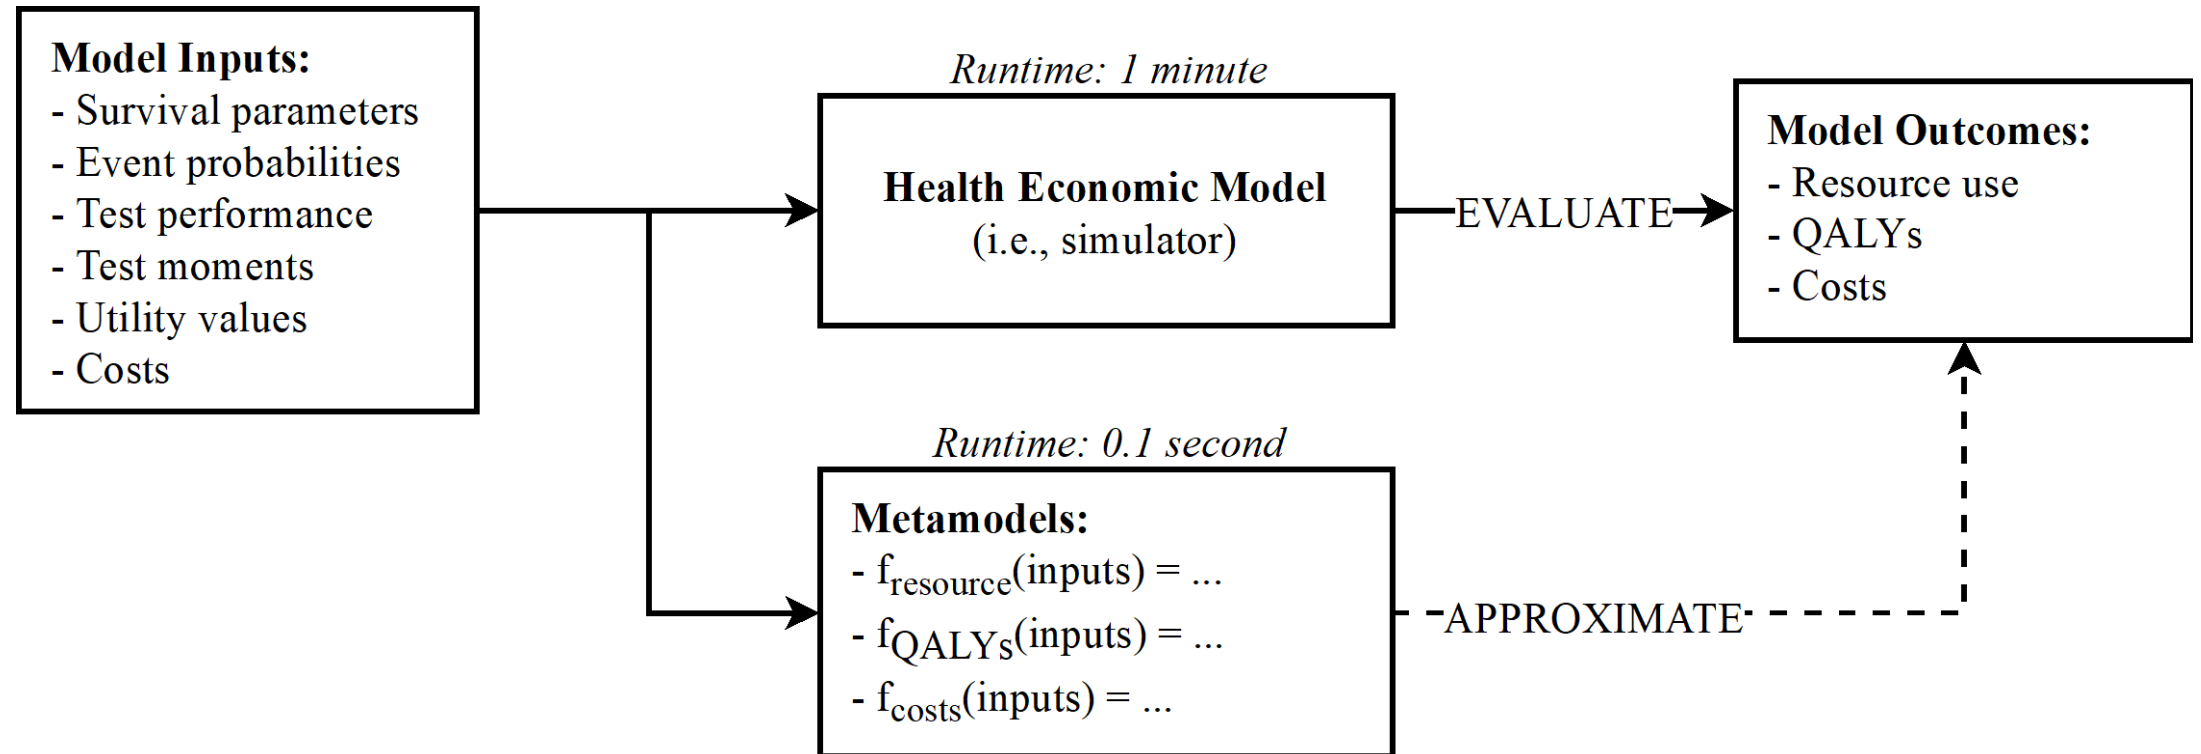 Model Inputs:
- Survival parameters
- Event probabilities
- Test performance
- Test moments
- Utility values
- Costs
Runtime: 1 minute
Health Economic Model
(i.e., simulator)
EVALUATE
Model Outcomes:
- Resource use
- QALYs
- Costs
Runtime: 0.1 second
Metamodels:
- fresource(inputs) = ...
- fQALYs(inputs) = ...
- fcosts(inputs) = ...
APPROXIMATE